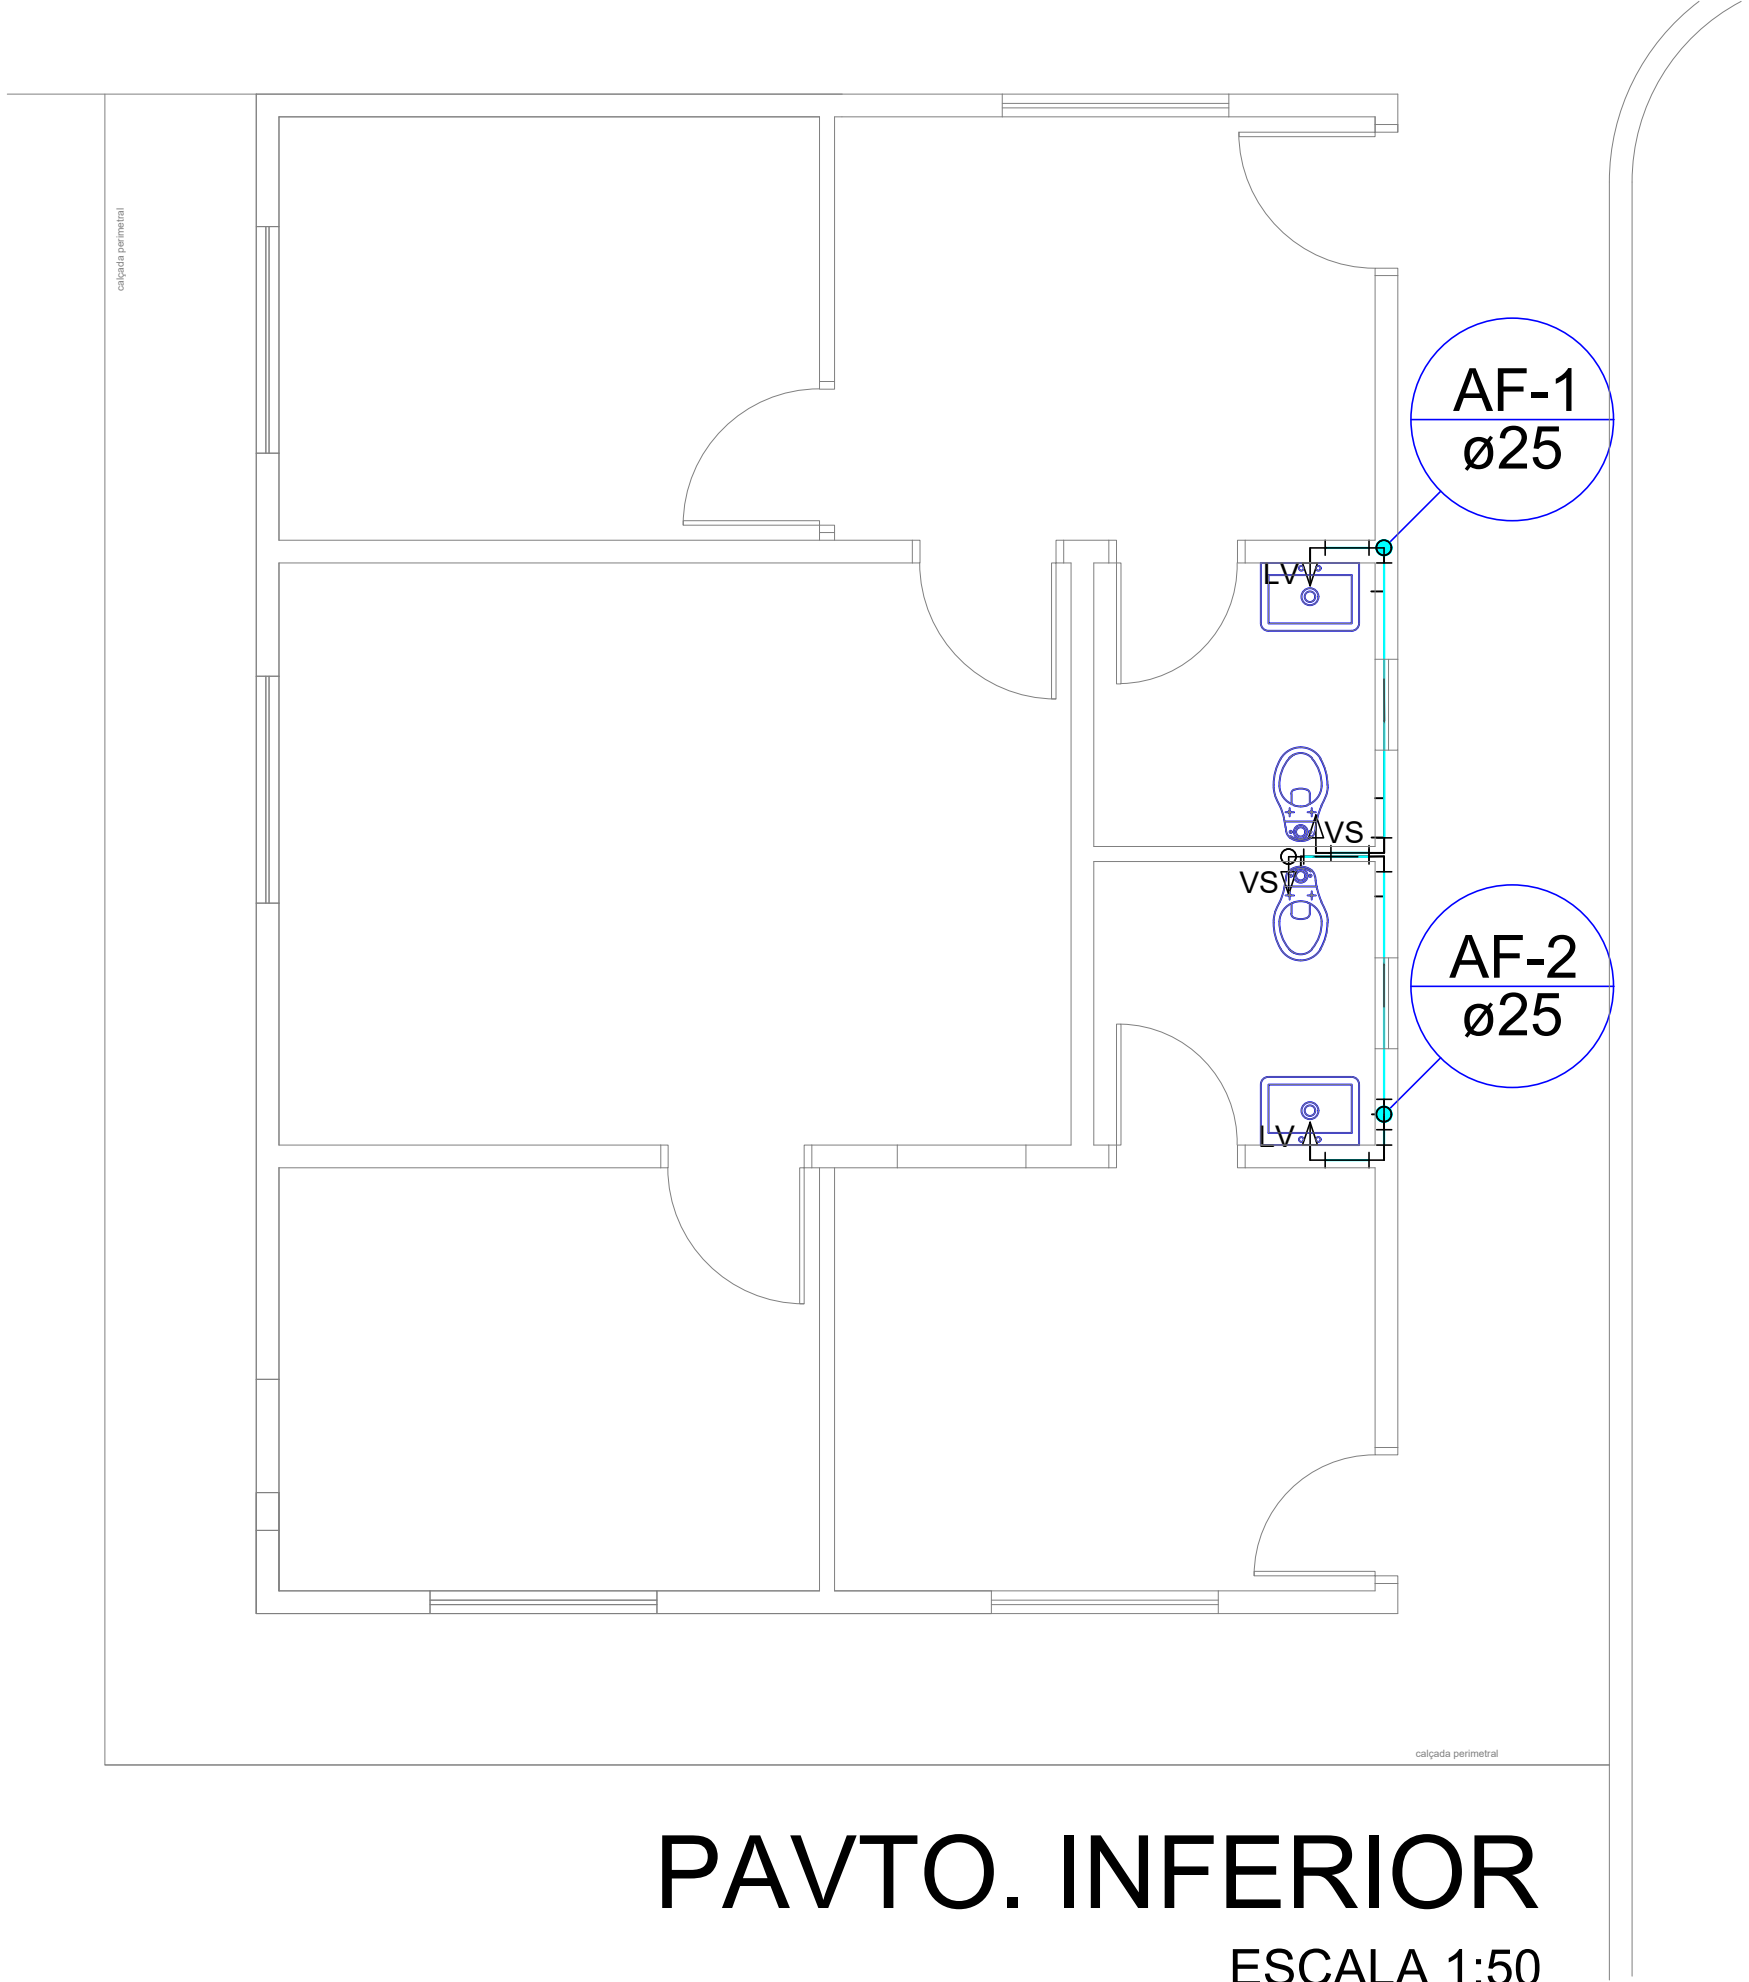 calçada perimetral
AF-1
ø25
LV
VS
VS
AF-2
ø25
LV
calçada perimetral
PAVTO. INFERIOR
ESCALA 1:50